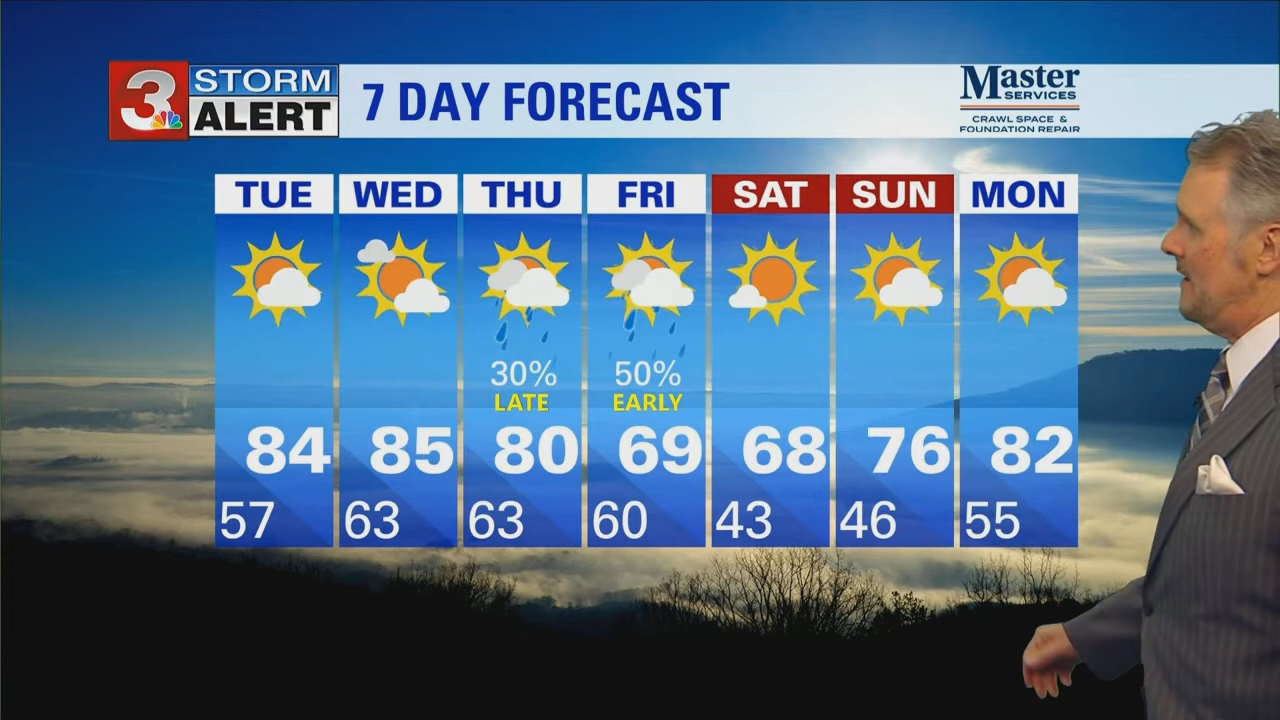 3 STORM
ALERT
7 DAY FORECAST
Master
SERVICES
CRAWL SPACE &
FOUNDATION REPAIR
TUE WED THU FRI SAT SUN MON
30% 50%
LATE EARLY
84 85 80 69 68 76 82
57 63 63 60 43 46 55